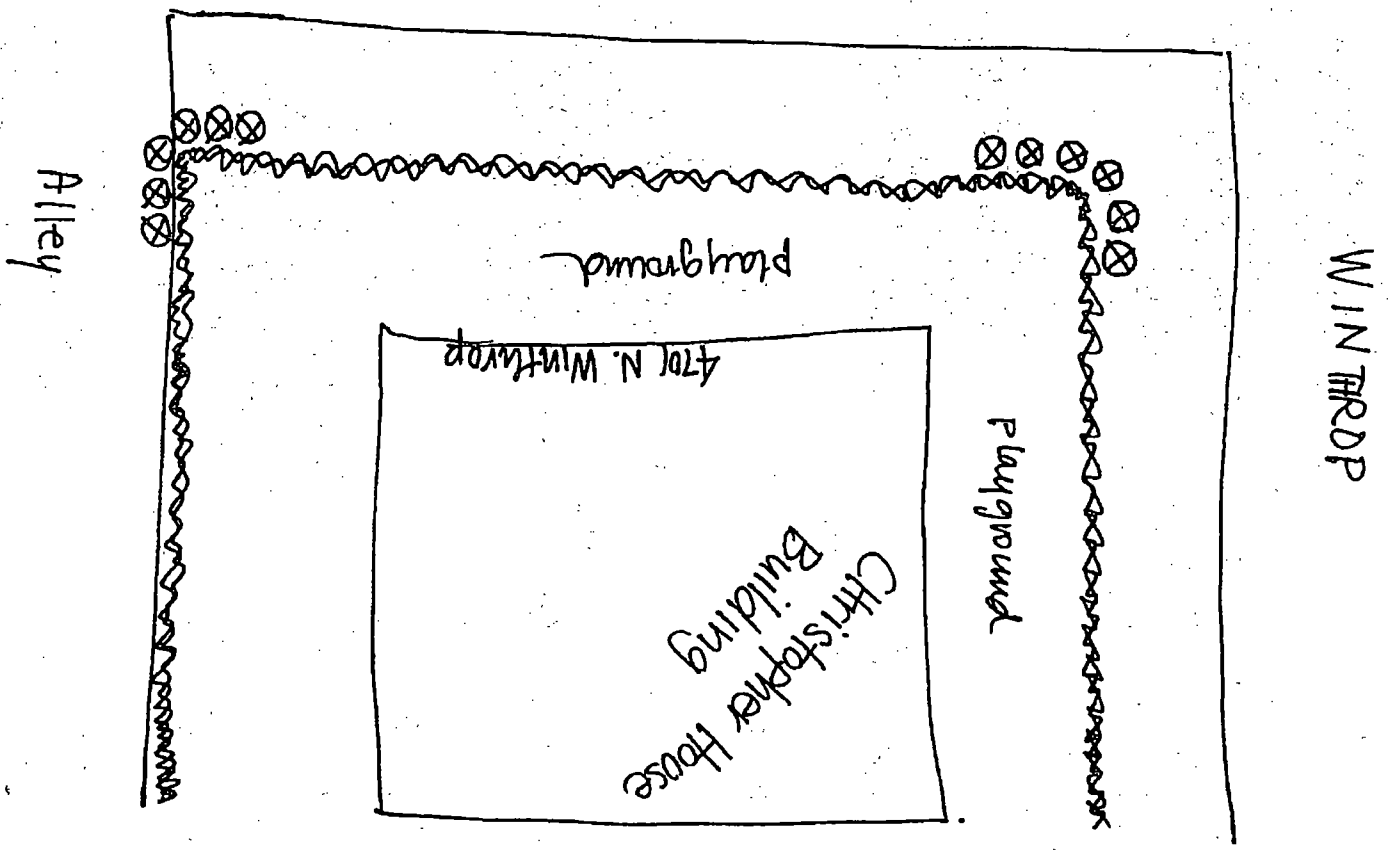 WINTHROP
Alley
playground
4701 N. Winthrop
playground
CHristopher House
Building